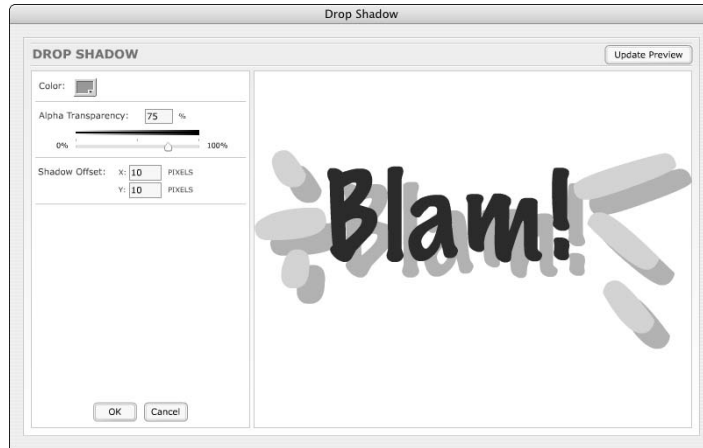 Drop Shadow
DROP SHADOW
Update Preview
Color:
Alpha Transparency: 75 %
0% 100%
Shadow Offset: X: 10 PIXELS
Y: 10 PIXELS
Blam!
OK Cancel